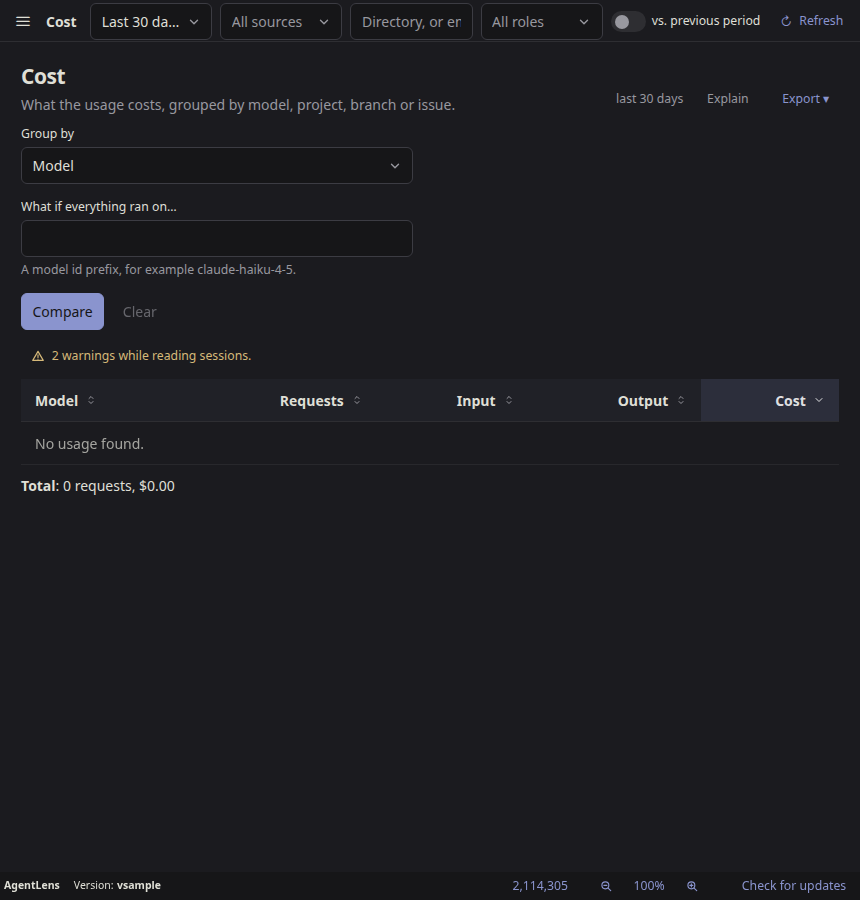 Cost Last 30 da... All sources Directory, or er All roles vs. previous period Refresh
Cost
What the usage costs, grouped by model, project, branch or issue.
last 30 days Explain Export ▾
Group by
Model
What if everything ran on...
A model id prefix, for example claude-haiku-4-5.
Compare Clear
2 warnings while reading sessions.
Model Requests Input Output Cost
No usage found.
Total: 0 requests, $0.00
AgentLens Version: vsample 2,114,305 100% Check for updates